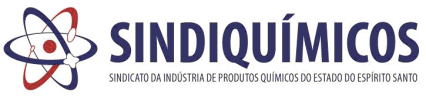 SINDIQUÍMICOS
SINDICATO DA INDÚSTRIA DE PRODUTOS QUÍMICOS DO ESTADO DO ESPÍRITO SANTO